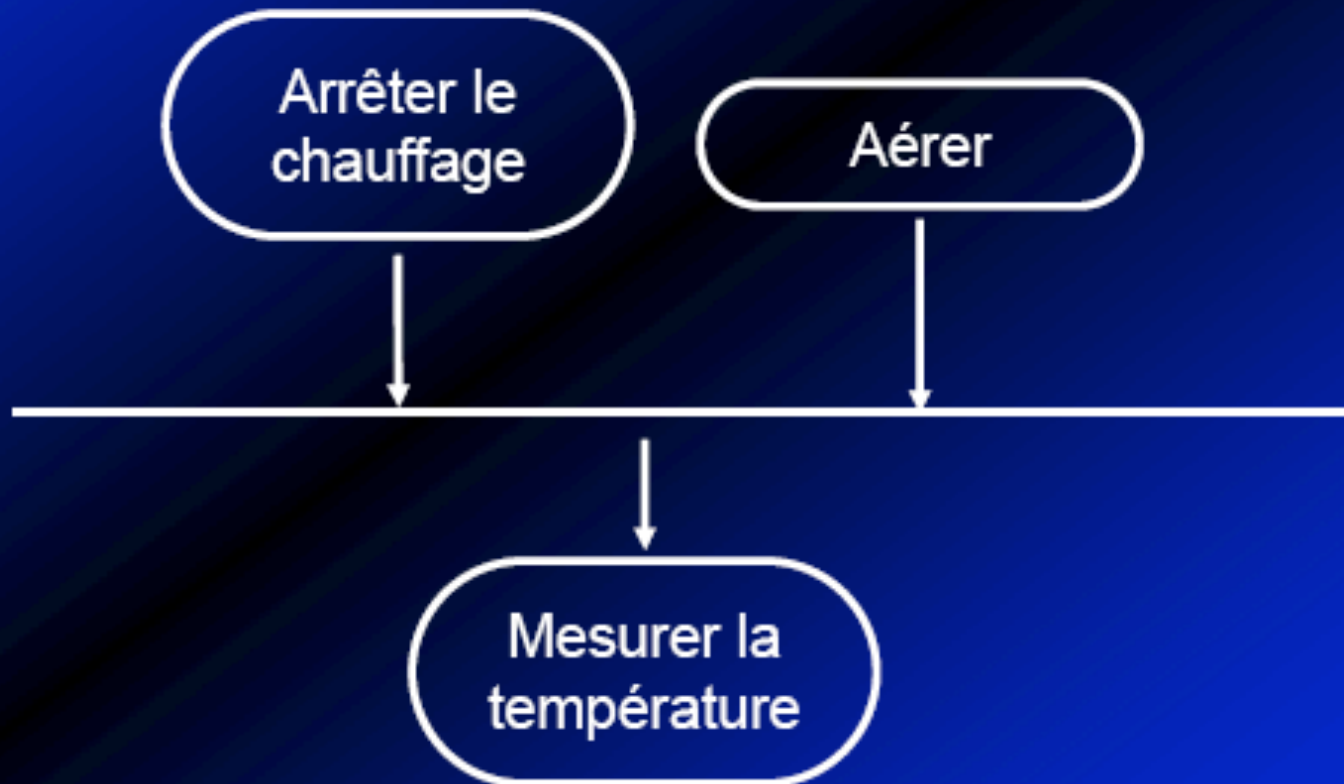 Arrêter le
chauffage
Aérer
Mesurer la
température